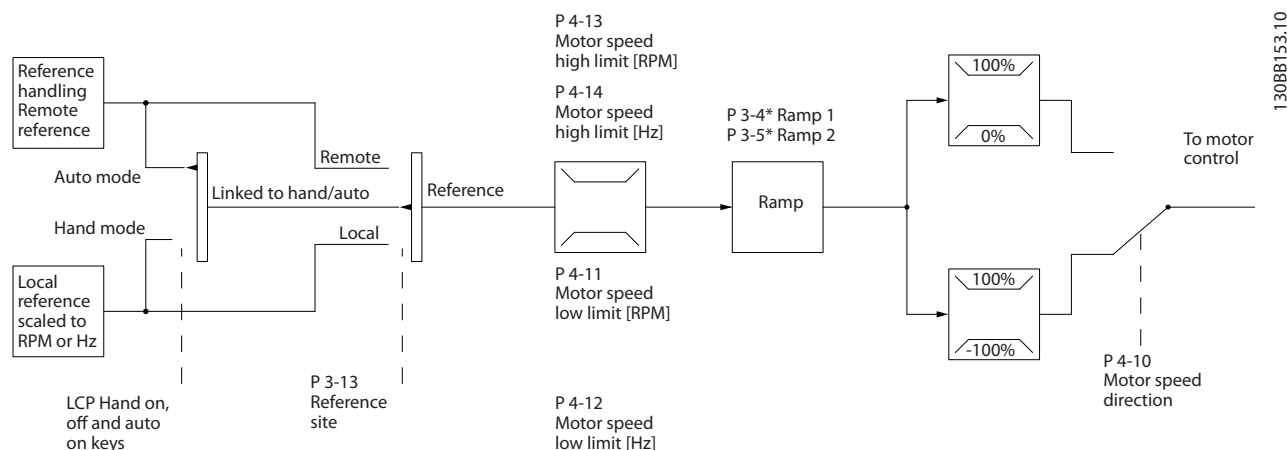 P 4-13
Motor speed
high limit [RPM]
P 4-14
Motor speed
high limit [Hz]
130BB153.10
Reference
handling
Remote
reference
P 3-4* Ramp 1
P 3-5* Ramp 2
100%
0%
To motor
control
Auto mode
Remote
Linked to hand/auto
Reference
Ramp
Hand mode
Local
Local
reference
scaled to
RPM or Hz
P 4-11
Motor speed
low limit [RPM]
100%
-100%
P 4-10
Motor speed
direction
LCP Hand on,
off and auto
on keys
P 3-13
Reference
site
P 4-12
Motor speed
low limit [Hz]